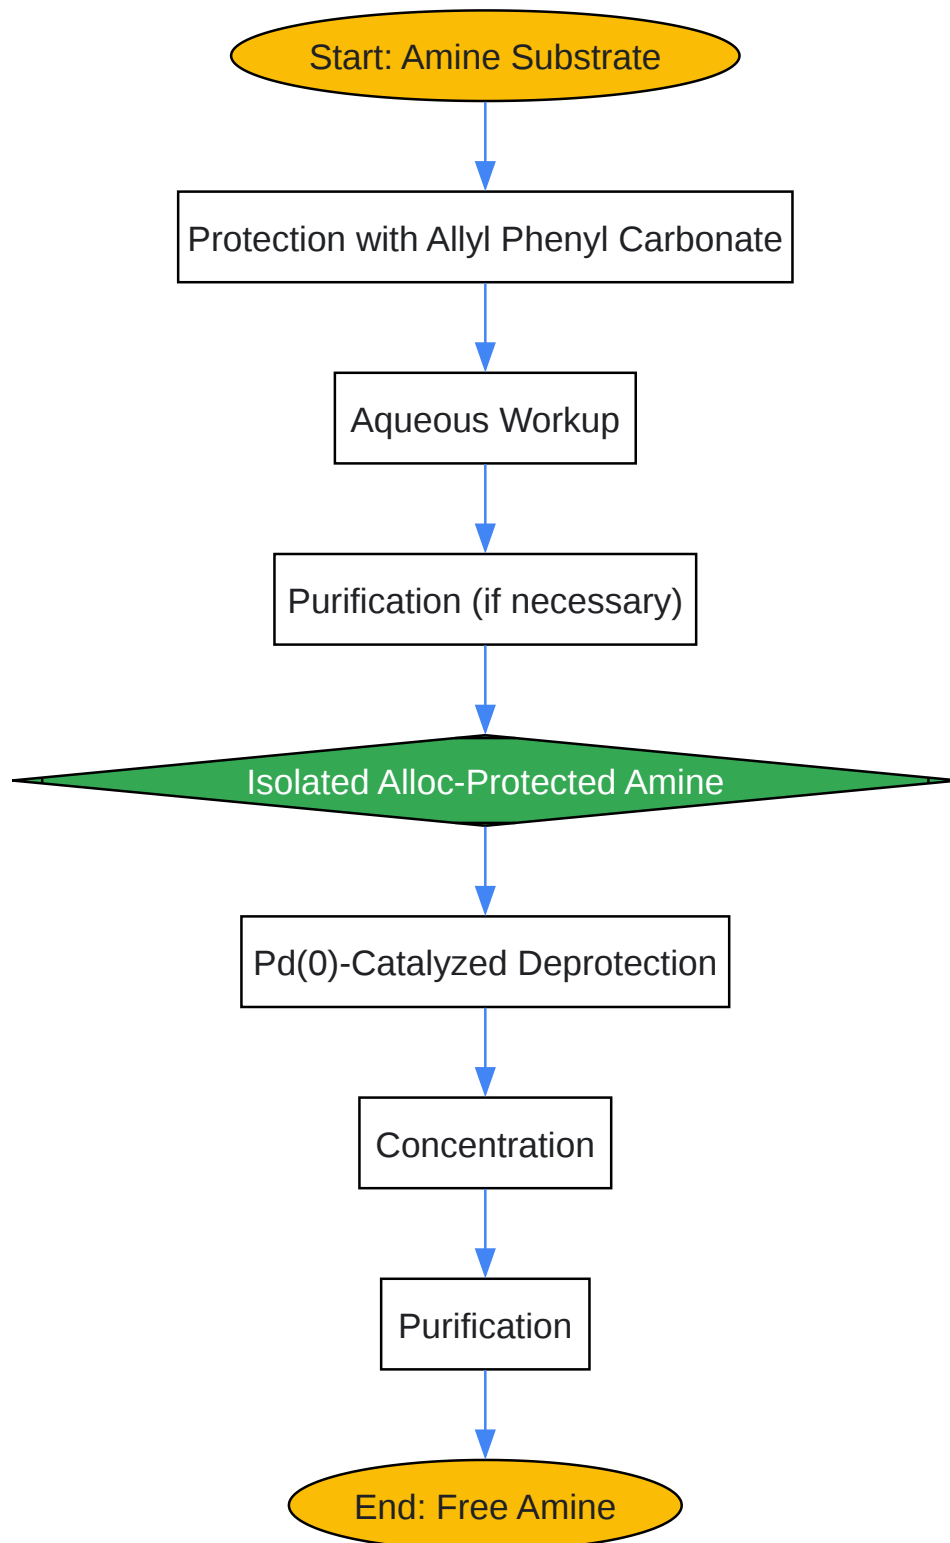 Start: Amine Substrate
Protection with Allyl Phenyl Carbonate
Aqueous Workup
Purification (if necessary)
Isolated Alloc-Protected Amine
Pd(0)-Catalyzed Deprotection
Concentration
Purification
End: Free Amine